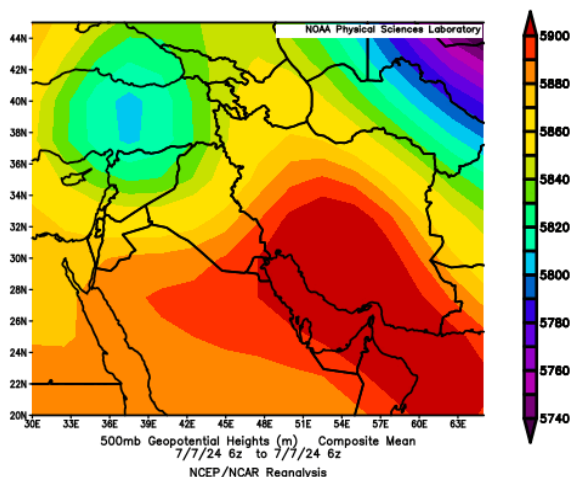 NOAA Physical Sciences Laboratory
44N
42N
40N
38N
36N
34N
32N
30N
28N
26N
24N
22N
20N
30E 33E 36E 39E 42E 45E 48E 51E 54E 57E 60E 63E
5900
5880
5860
5840
5820
5800
5780
5760
5740
500mb Geopotential Heights (m) Composite Mean
7/7/24 6z to 7/7/24 6z
NCEP/NCAR Reanalysis